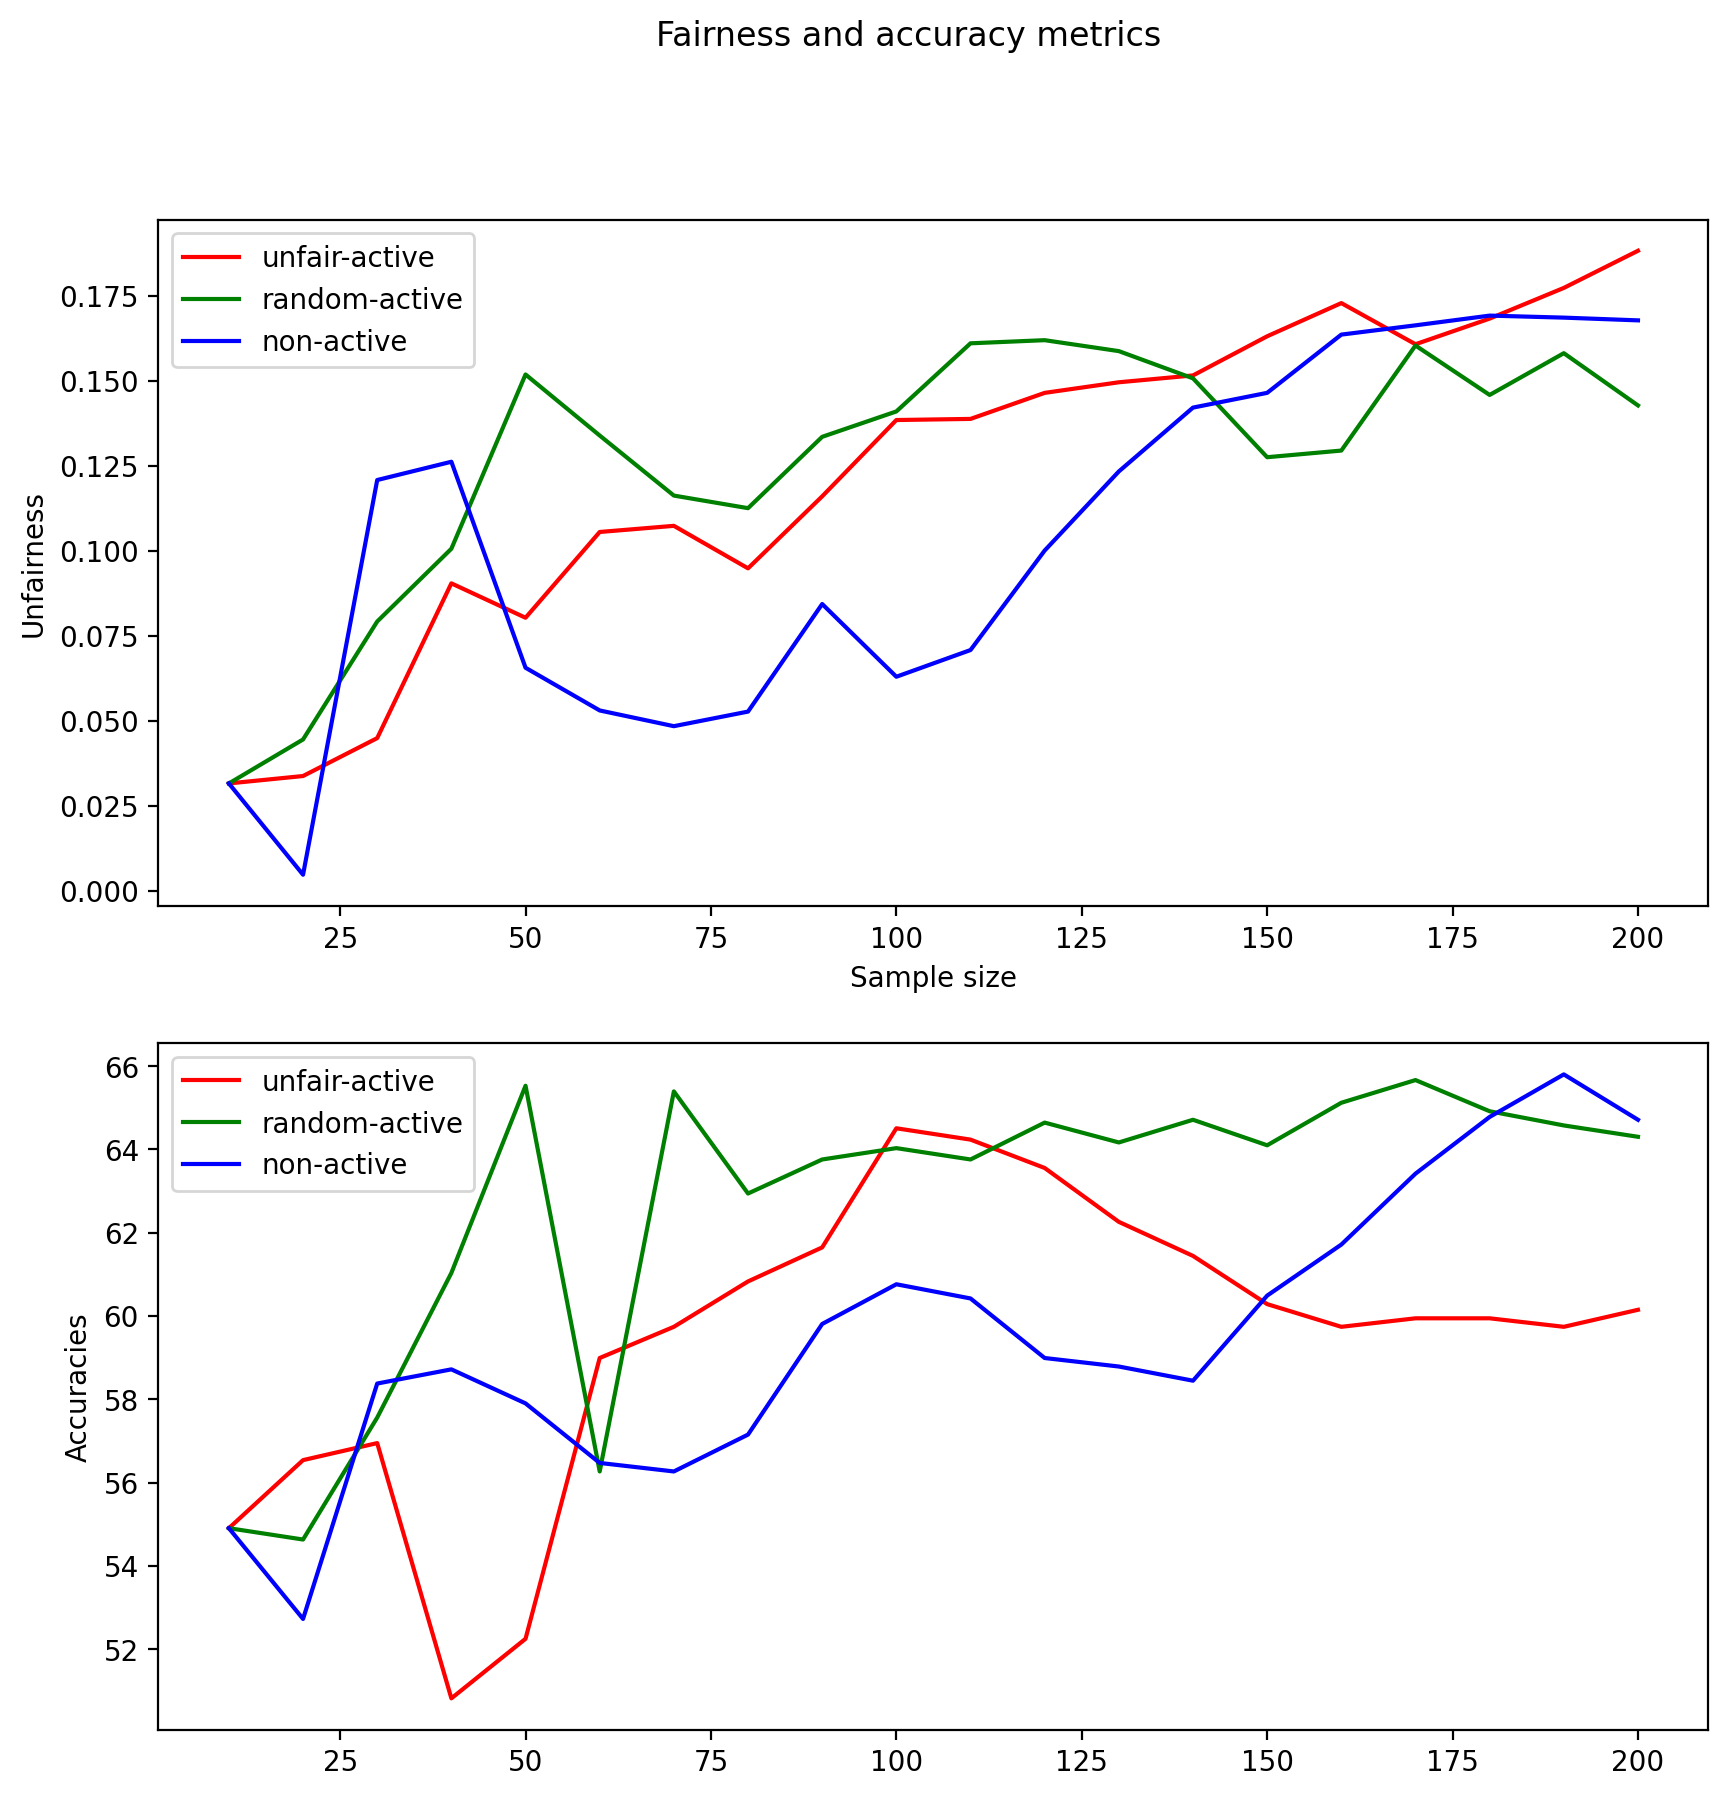 Fairness and accuracy metrics
unfair-active
random-active
non-active
0.175
0.150
0.125
0.100
0.075
0.050
0.025
0.000
Unfairness
25 50 75 100 125 150 175 200
Sample size
unfair-active
random-active
non-active
66
64
62
60
58
56
54
52
Accuracies
25 50 75 100 125 150 175 200